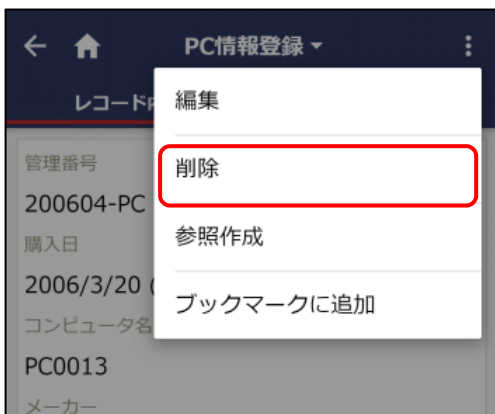 PC情報登録
レコード
編集
削除
参照作成
ブックマークに追加
管理番号
200604-PC
購入日
2006/3/20 (
コンピュータ名
PC0013
メーカー